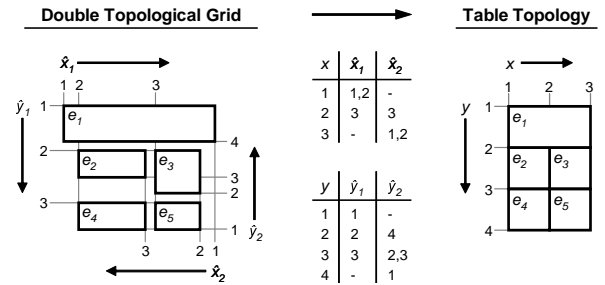 Double Topological Grid
Table Topology
x̂₁
1 2 3
ŷ₁
1
e₁
4
2
e₂ e₃
3
2
3
e₄ e₅
1 ŷ₂
3 2 1
x̂₂
x x̂₁ x̂₂
1 1,2 -
2 3 3
3 - 1,2
y ŷ₁ ŷ₂
1 1 -
2 2 4
3 3 2,3
4 - 1
x
1 2 3
y
1
e₁
2
e₂ e₃
3
e₄ e₅
4